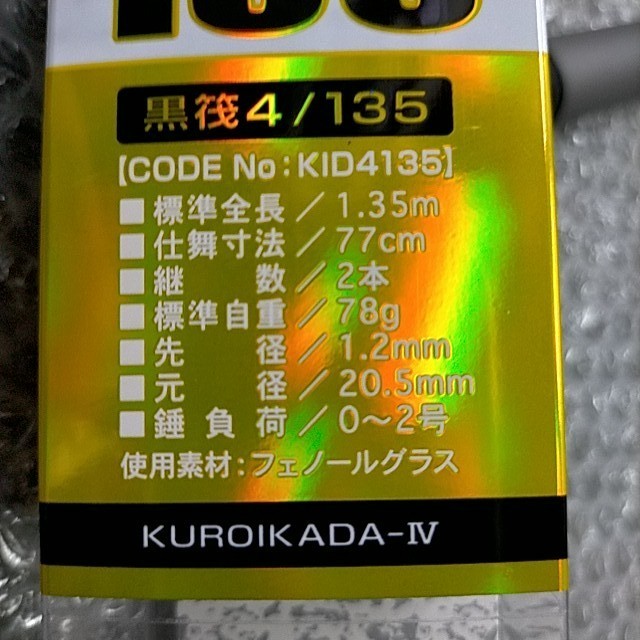 黒筏4/135
【CODE No:KID4135】
■標準全長/1.35m
■仕舞寸法/77cm
■継数/2本
■標準自重/78g
■先径/1.2mm
■元径/20.5mm
■錘負荷/0〜2号
使用素材:フェノールグラス
KUROIKADA-Ⅳ